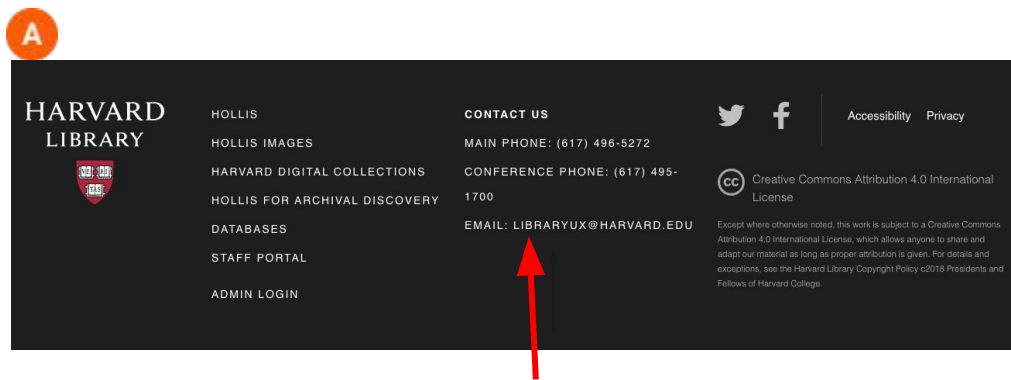 A
HARVARD
LIBRARY
VE RI
TAS
HOLLIS
HOLLIS IMAGES
HARVARD DIGITAL COLLECTIONS
HOLLIS FOR ARCHIVAL DISCOVERY
DATABASES
STAFF PORTAL
ADMIN LOGIN
CONTACT US
MAIN PHONE: (617) 496-5272
CONFERENCE PHONE: (617) 495-
1700
EMAIL: LIBRARYUX@HARVARD.EDU
Accessibility Privacy
cc
Creative Commons Attribution 4.0 International
License
Except where otherwise noted, this work is subject to a Creative Commons
Attribution 4.0 International License, which allows anyone to share and
adapt our material as long as proper attribution is given. For details and
exceptions, see the Harvard Library Copyright Policy c2018 Presidents and
Fellows of Harvard College.